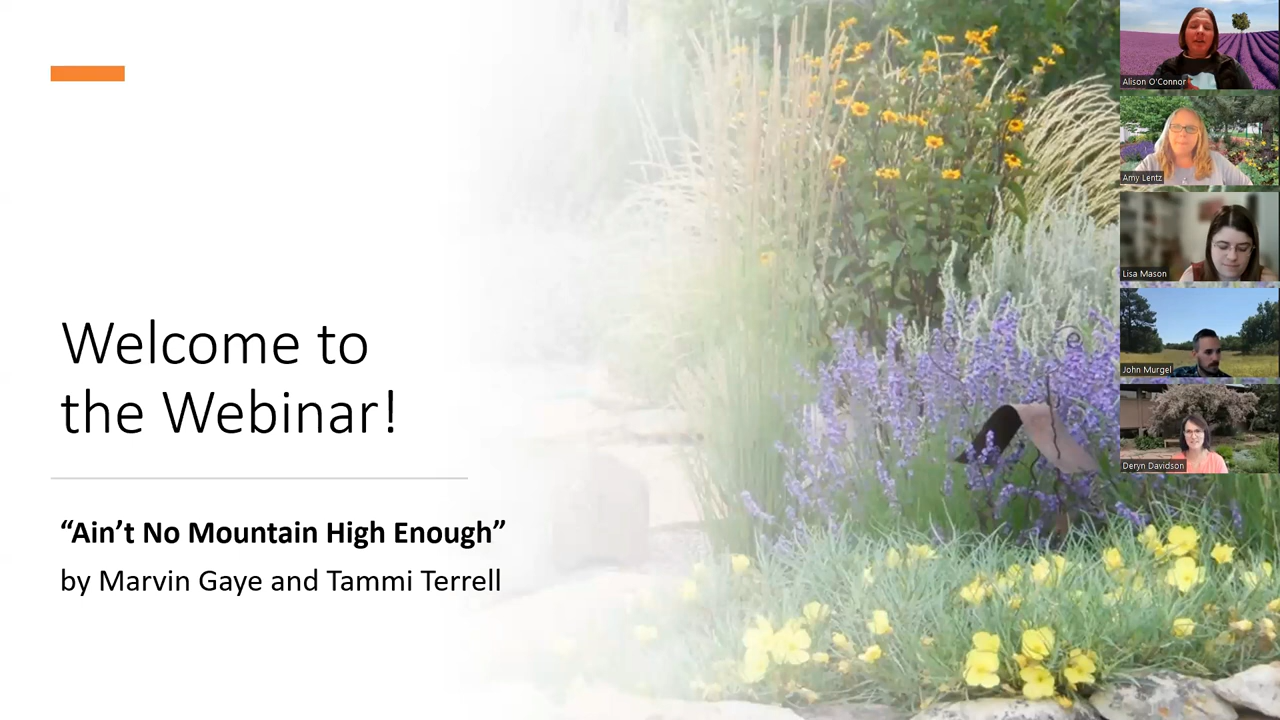 Welcome to
the Webinar!
“Ain’t No Mountain High Enough”
by Marvin Gaye and Tammi Terrell
Alison O'Connor
Amy Lentz
Lisa Mason
John Murgel
Deryn Davidson